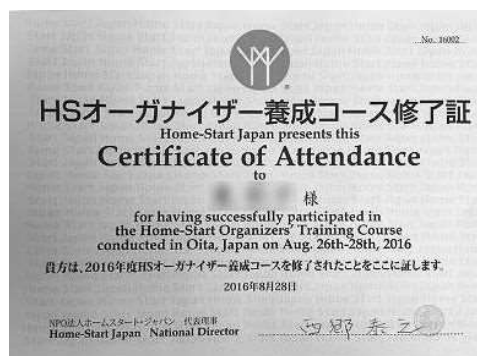 No. 16002
HSオーガナイザー養成コース修了証
Home-Start Japan presents this
Certificate of Attendance
to
様
for having successfully participated in
the Home-Start Organizers' Training Course
conducted in Oita, Japan on Aug. 26th-28th, 2016
貴方は、2016年度HSオーガナイザー養成コースを修了されたことをここに証します。
2016年8月28日
NPO法人ホームスタート・ジャパン 代表理事
Home-Start Japan National Director
西郷泰之